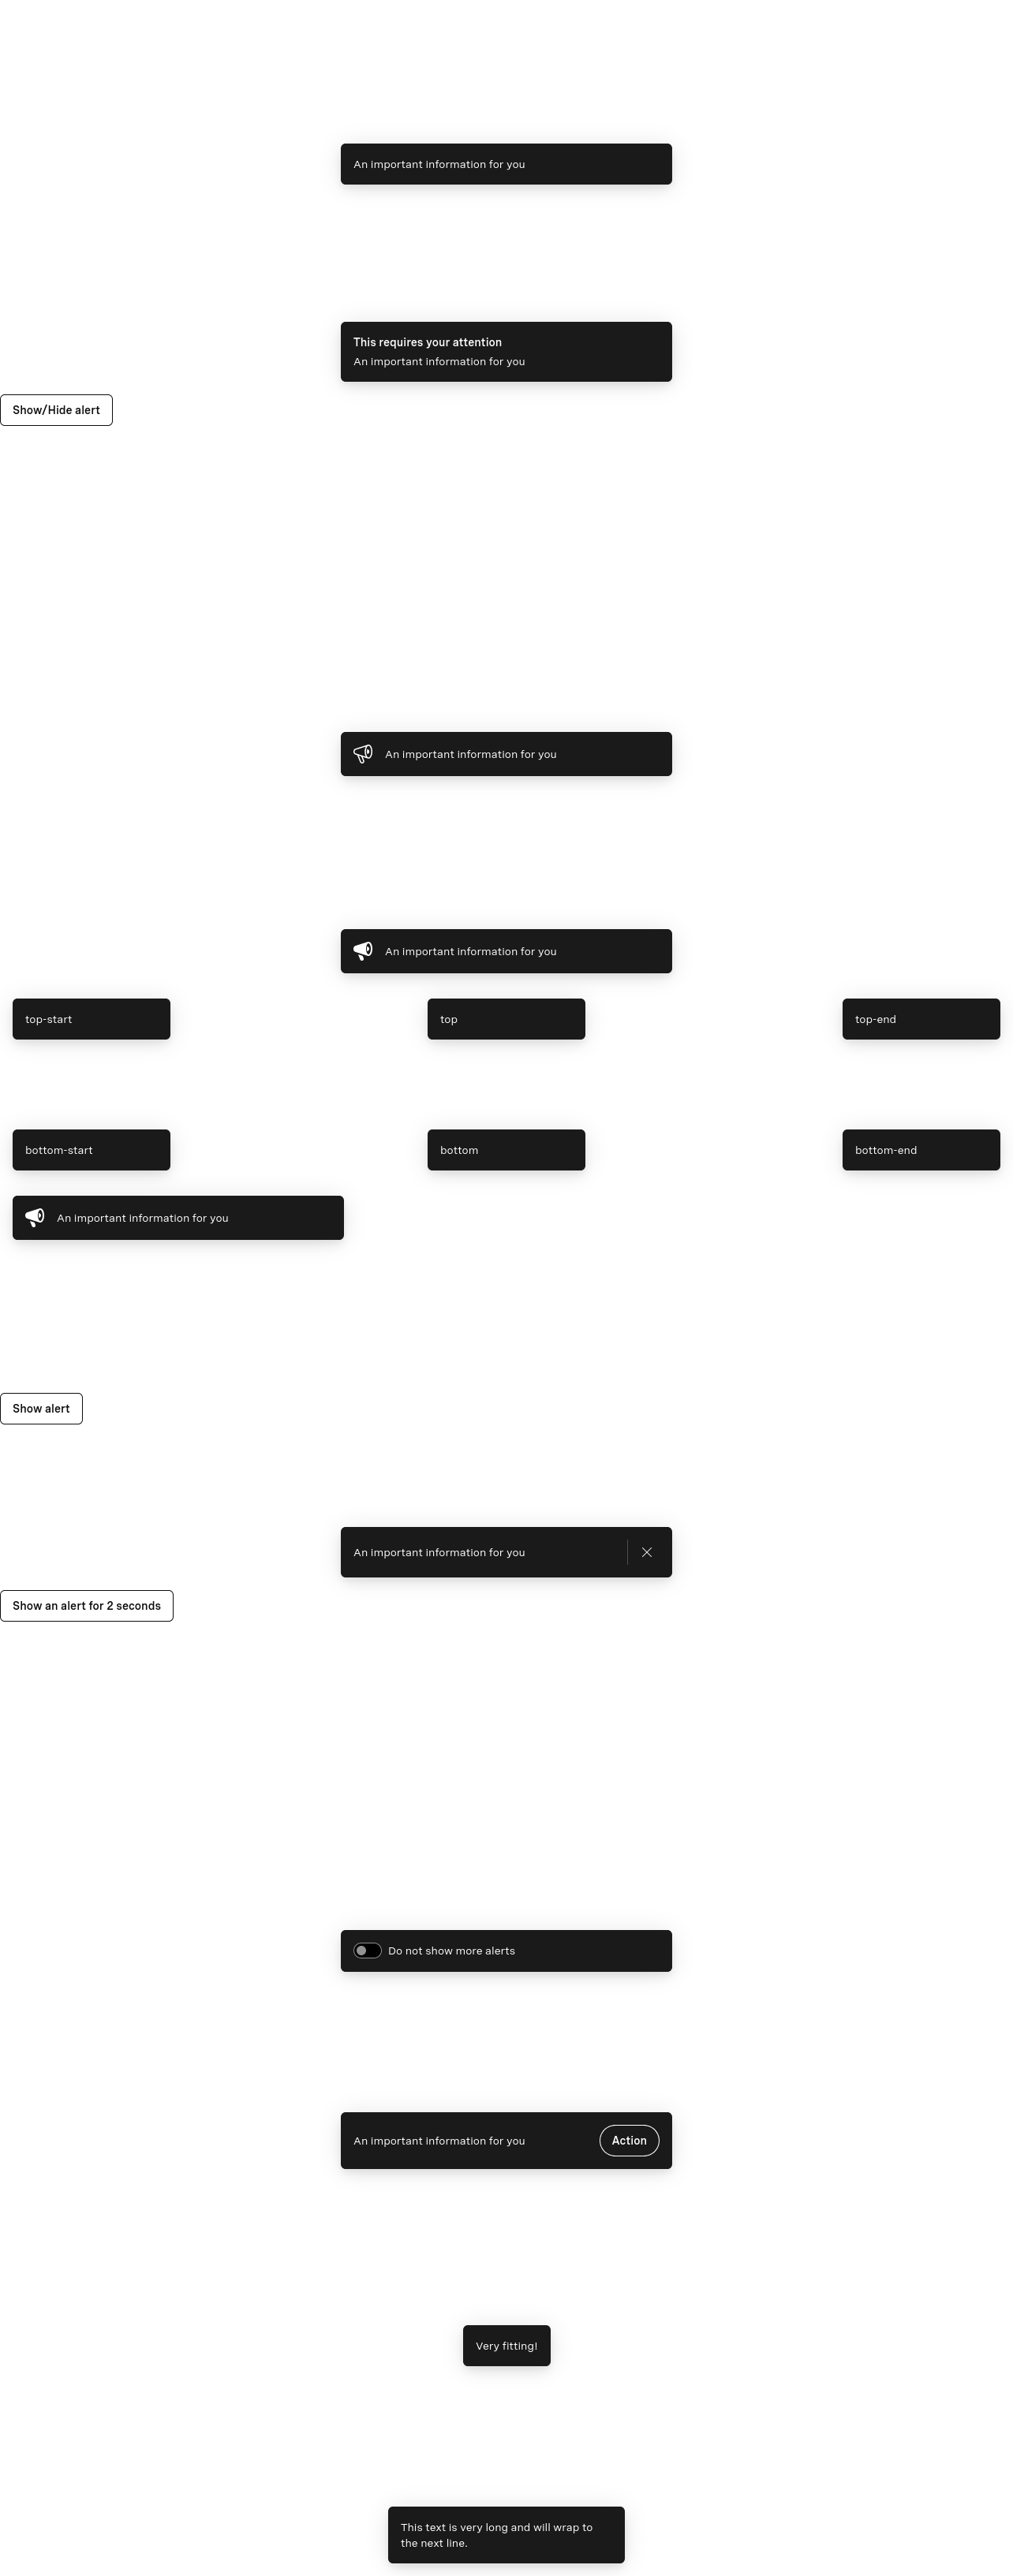 An important information for you
This requires your attention
An important information for you
Show/Hide alert
An important information for you
An important information for you
top-start
top
top-end
bottom-start
bottom
bottom-end
An important information for you
Show alert
An important information for you
Show an alert for 2 seconds
Do not show more alerts
An important information for you
Action
Very fitting!
This text is very long and will wrap to
the next line.